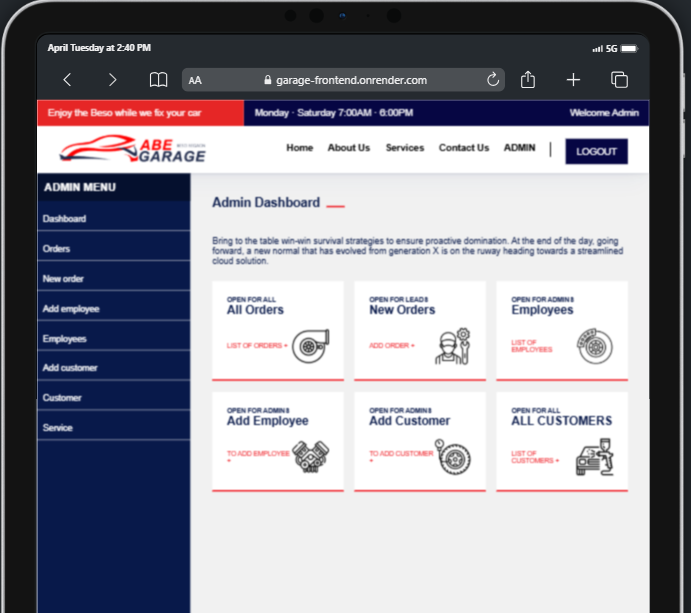 April Tuesday at 2:40 PM
5G
AA
garage-frontend.onrender.com
Enjoy the Beso while we fix your car
Monday - Saturday 7:00AM - 6:00PM
Welcome Admin
ABE
GARAGE
Home About Us Services Contact Us ADMIN | LOGOUT
ADMIN MENU
Dashboard
Orders
New order
Add employee
Employees
Add customer
Customer
Service
Admin Dashboard
Bring to the table win-win survival strategies to ensure proactive domination. At the end of the day, going
forward, a new normal that has evolved from generation X is on the ruway heading towards a streamlined
cloud solution.
OPEN FOR ALL
All Orders
LIST OF ORDERS +
OPEN FOR LEADS
New Orders
ADD ORDER +
OPEN FOR ADMINS
Employees
LIST OF
EMPLOYEES
OPEN FOR ADMINS
Add Employee
TO ADD EMPLOYEE
+
OPEN FOR ADMINS
Add Customer
TO ADD CUSTOMER
+
OPEN FOR ALL
ALL CUSTOMERS
LIST OF
CUSTOMERS +